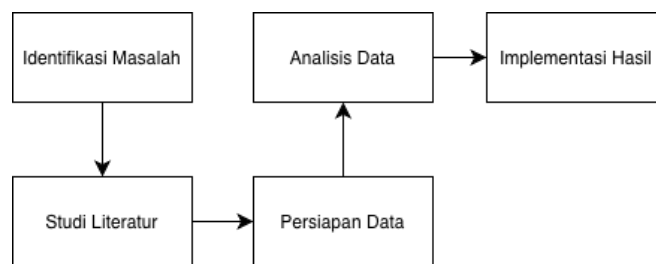 Identifikasi Masalah
Analisis Data
Implementasi Hasil
Studi Literatur
Persiapan Data